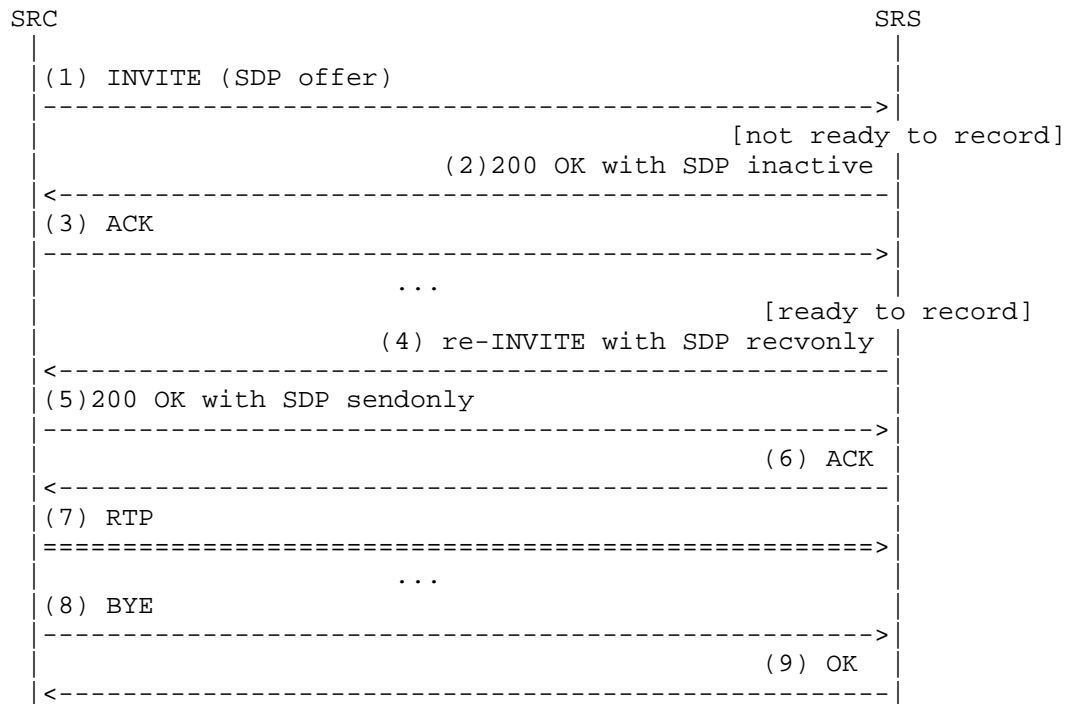 SRC SRS
(1) INVITE (SDP offer)
[not ready to record]
(2)200 OK with SDP inactive
(3) ACK
...
[ready to record]
(4) re-INVITE with SDP recvonly
(5)200 OK with SDP sendonly
(6) ACK
(7) RTP
...
(8) BYE
(9) OK